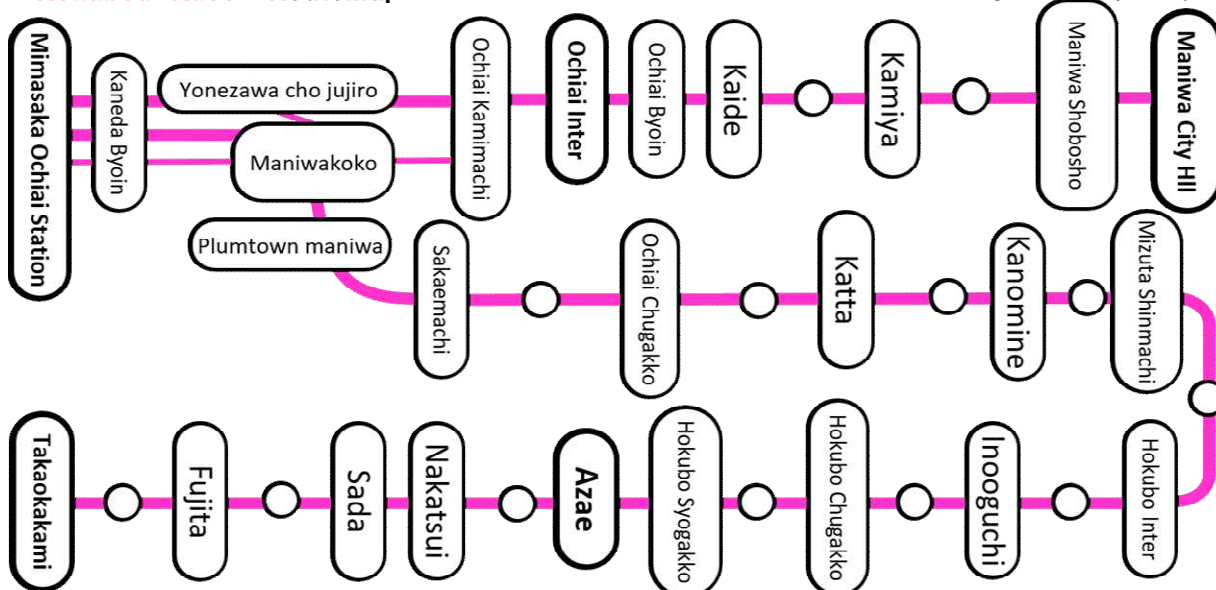 Mimasaka Ochiai Station
Kaneda Byoin
Yonezawa cho jujiro
Maniwakoko
Plumtown maniwa
Ochiai Kamimachi
Ochiai Inter
Ochiai Byoin
Kaide
Kamiya
Maniwa Shobosho
Maniwa City Hll
Sakaemachi
Ochiai Chugakko
Katta
Kanomine
Mizuta Shinmachi
Takaokakami
Fujita
Sada
Nakatsui
Azae
Hokubo Syogakko
Hokubo Chugakko
Inooguchi
Hokubo Inter